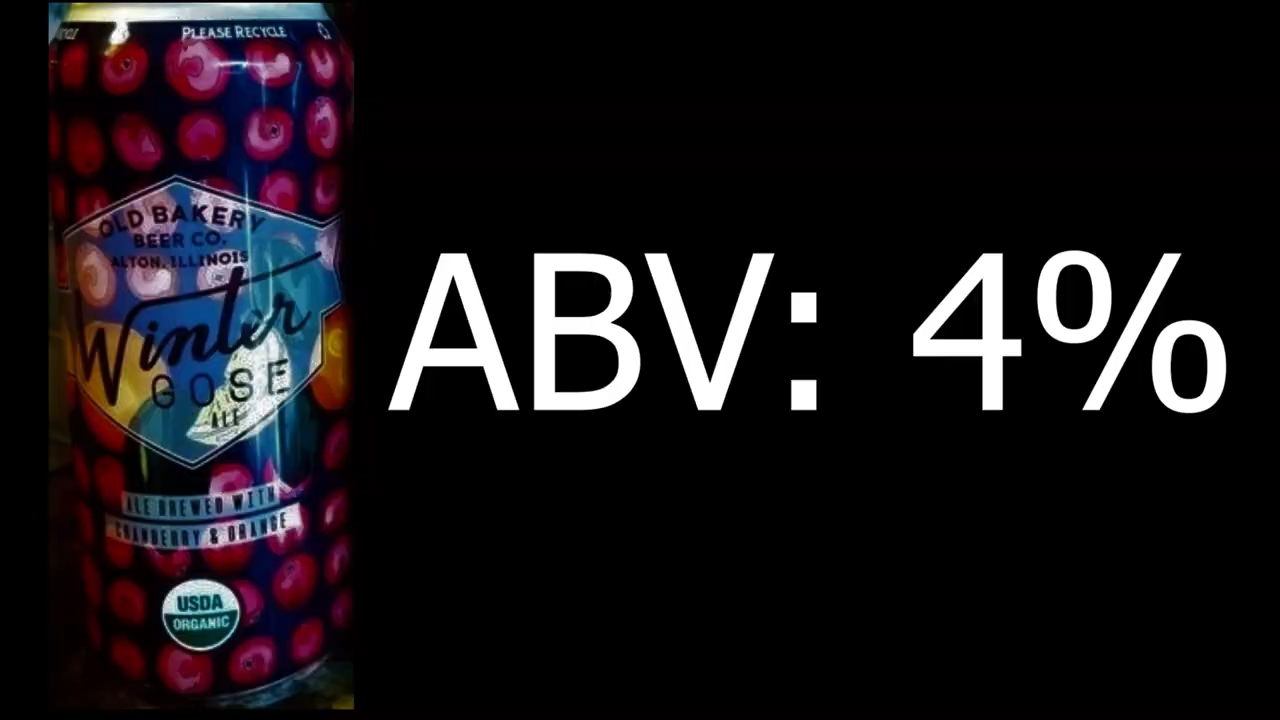 PLEASE RECYCLE
OLD BAKERY
BEER CO.
ALTON, ILLINOIS
Winter
GOSE
ALE
ALE BREWED WITH
CRANBERRY & ORANGE
USDA
ORGANIC
ABV: 4%